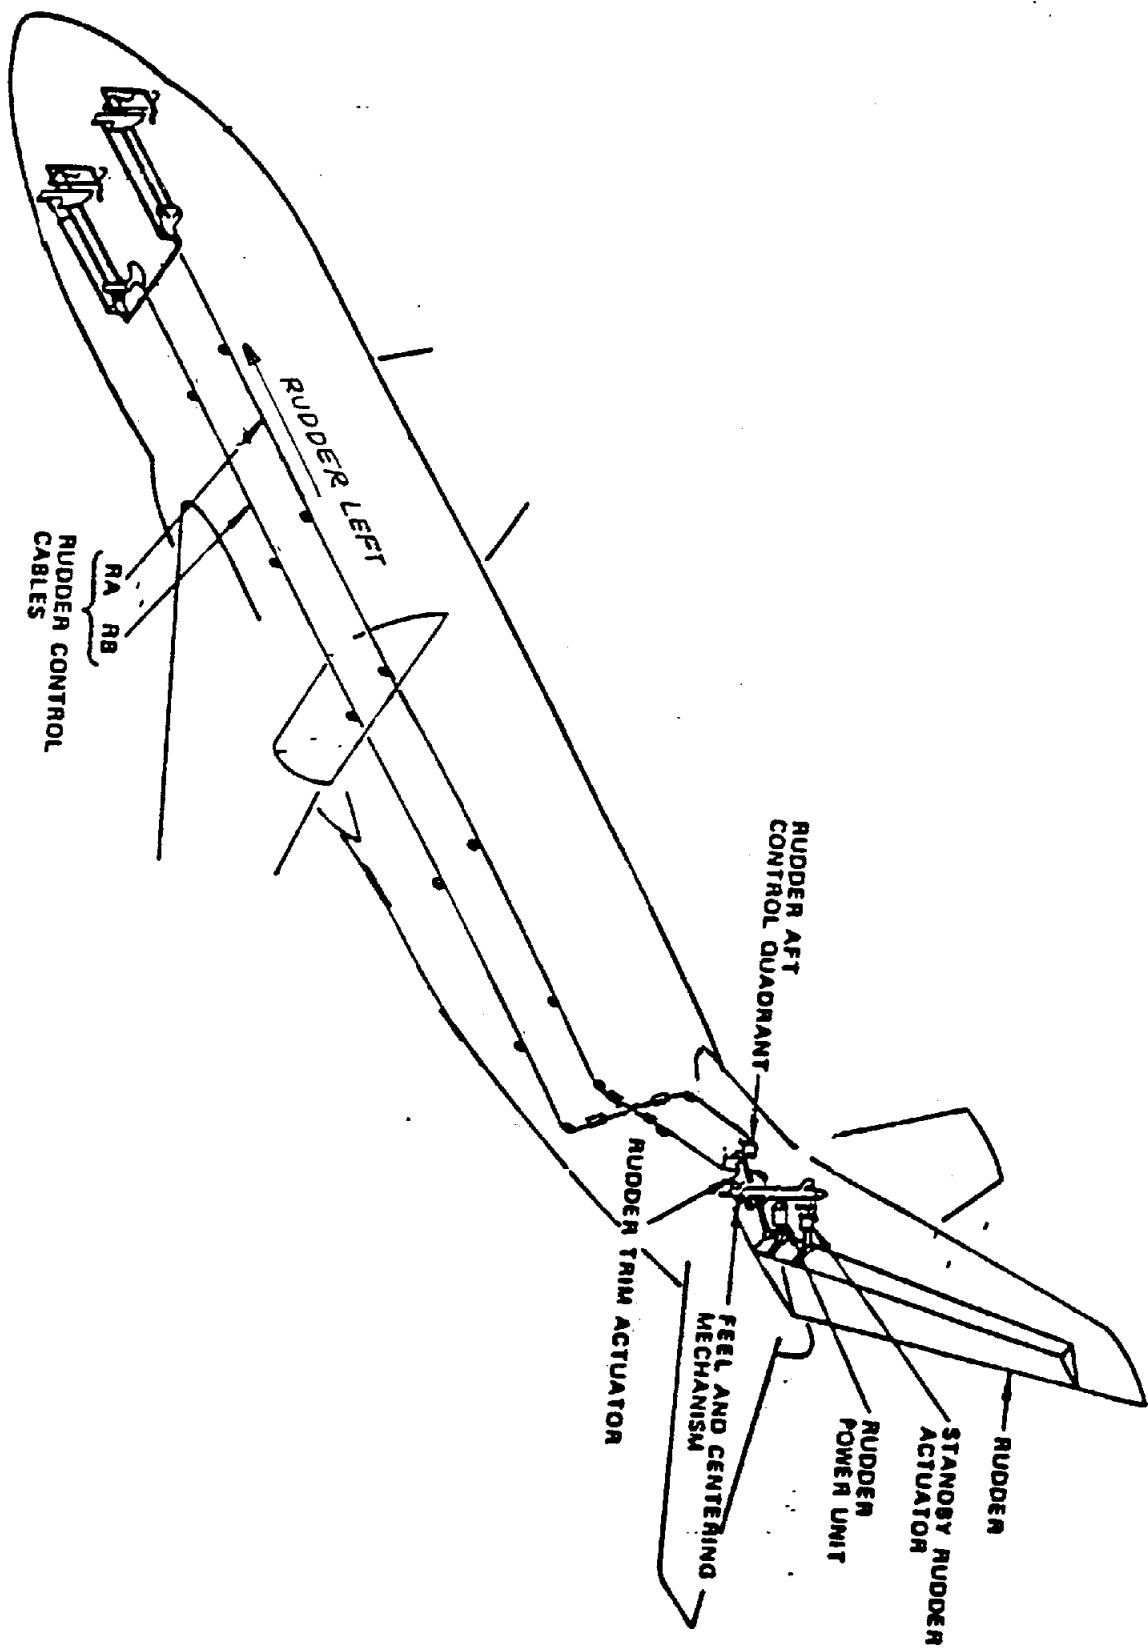 RUDDER
STANDBY RUDDER
ACTUATOR
RUDDER
POWER UNIT
FEEL AND CENTERING
MECHANISM
RUDDER TRIM ACTUATOR
RUDDER AFT
CONTROL QUADRANT
RUDDER LEFT
RA RB
RUDDER CONTROL
CABLES